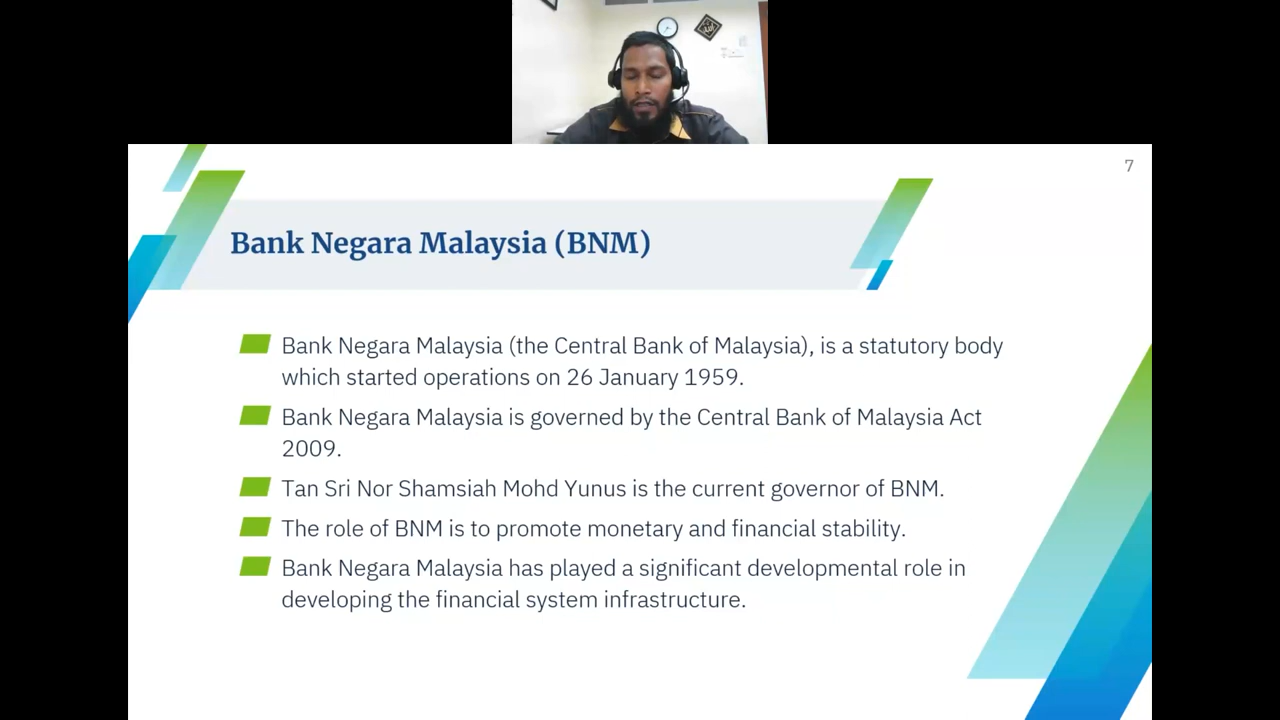 7
Bank Negara Malaysia (BNM)
Bank Negara Malaysia (the Central Bank of Malaysia), is a statutory body
which started operations on 26 January 1959.
Bank Negara Malaysia is governed by the Central Bank of Malaysia Act
2009.
Tan Sri Nor Shamsiah Mohd Yunus is the current governor of BNM.
The role of BNM is to promote monetary and financial stability.
Bank Negara Malaysia has played a significant developmental role in
developing the financial system infrastructure.